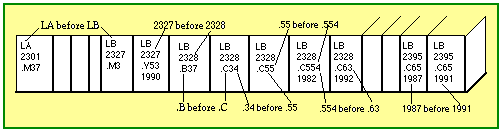 LA before LB
2327 before 2328
.55 before .554
LA
2301
.M37
LB
2327
.M3
LB
2327
.Y53
1990
LB
2328
.B37
LB
2328
.C34
LB
2328
.C55
LB
2328
.C554
1982
LB
2328
.C63
1992
LB
2395
.C65
1987
LB
2395
.C65
1991
.B before .C
.34 before .55
.554 before .63
1987 before 1991